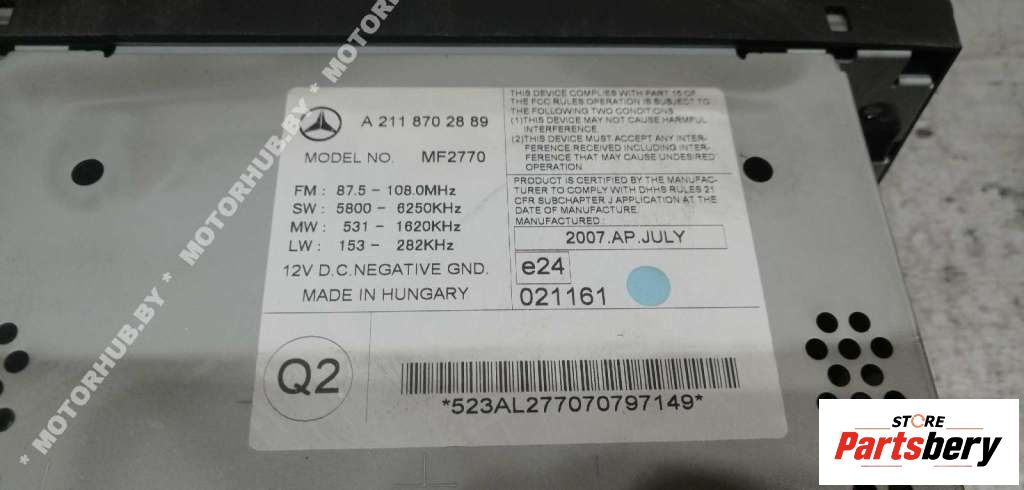 A 211 870 28 89
MODEL NO. MF2770
FM : 87.5 - 108.0MHz
SW : 5800 - 6250KHz
MW : 531 - 1620KHz
LW : 153 - 282KHz
12V D.C. NEGATIVE GND.
MADE IN HUNGARY
THIS DEVICE COMPLIES WITH PART 15 OF
THE FCC RULES OPERATION IS SUBJECT TO
THE FOLLOWING TWO CONDITIONS
(1)THIS DEVICE MAY NOT CAUSE HARMFUL
INTERFERENCE.
(2)THIS DEVICE MUST ACCEPT ANY INTER-
FERENCE RECEIVED INCLUDING INTER-
FERENCE THAT MAY CAUSE UNDESIRED
OPERATION.
PRODUCT IS CERTIFIED BY THE MANUFAC-
TURER TO COMPLY WITH DHHS RULES 21
CFR SUBCHAPTER J APPLICATION AT THE
DATE OF MANUFACTURE.
MANUFACTURED :
2007.AP.JULY
e24
021161
Q2
*523AL277070797149*
* MOTORHUB.BY * MOTORHUB.BY * MOTORHUB.BY
* MOTORHUB.BY * MOTORHUB.BY
STORE
Partsbery